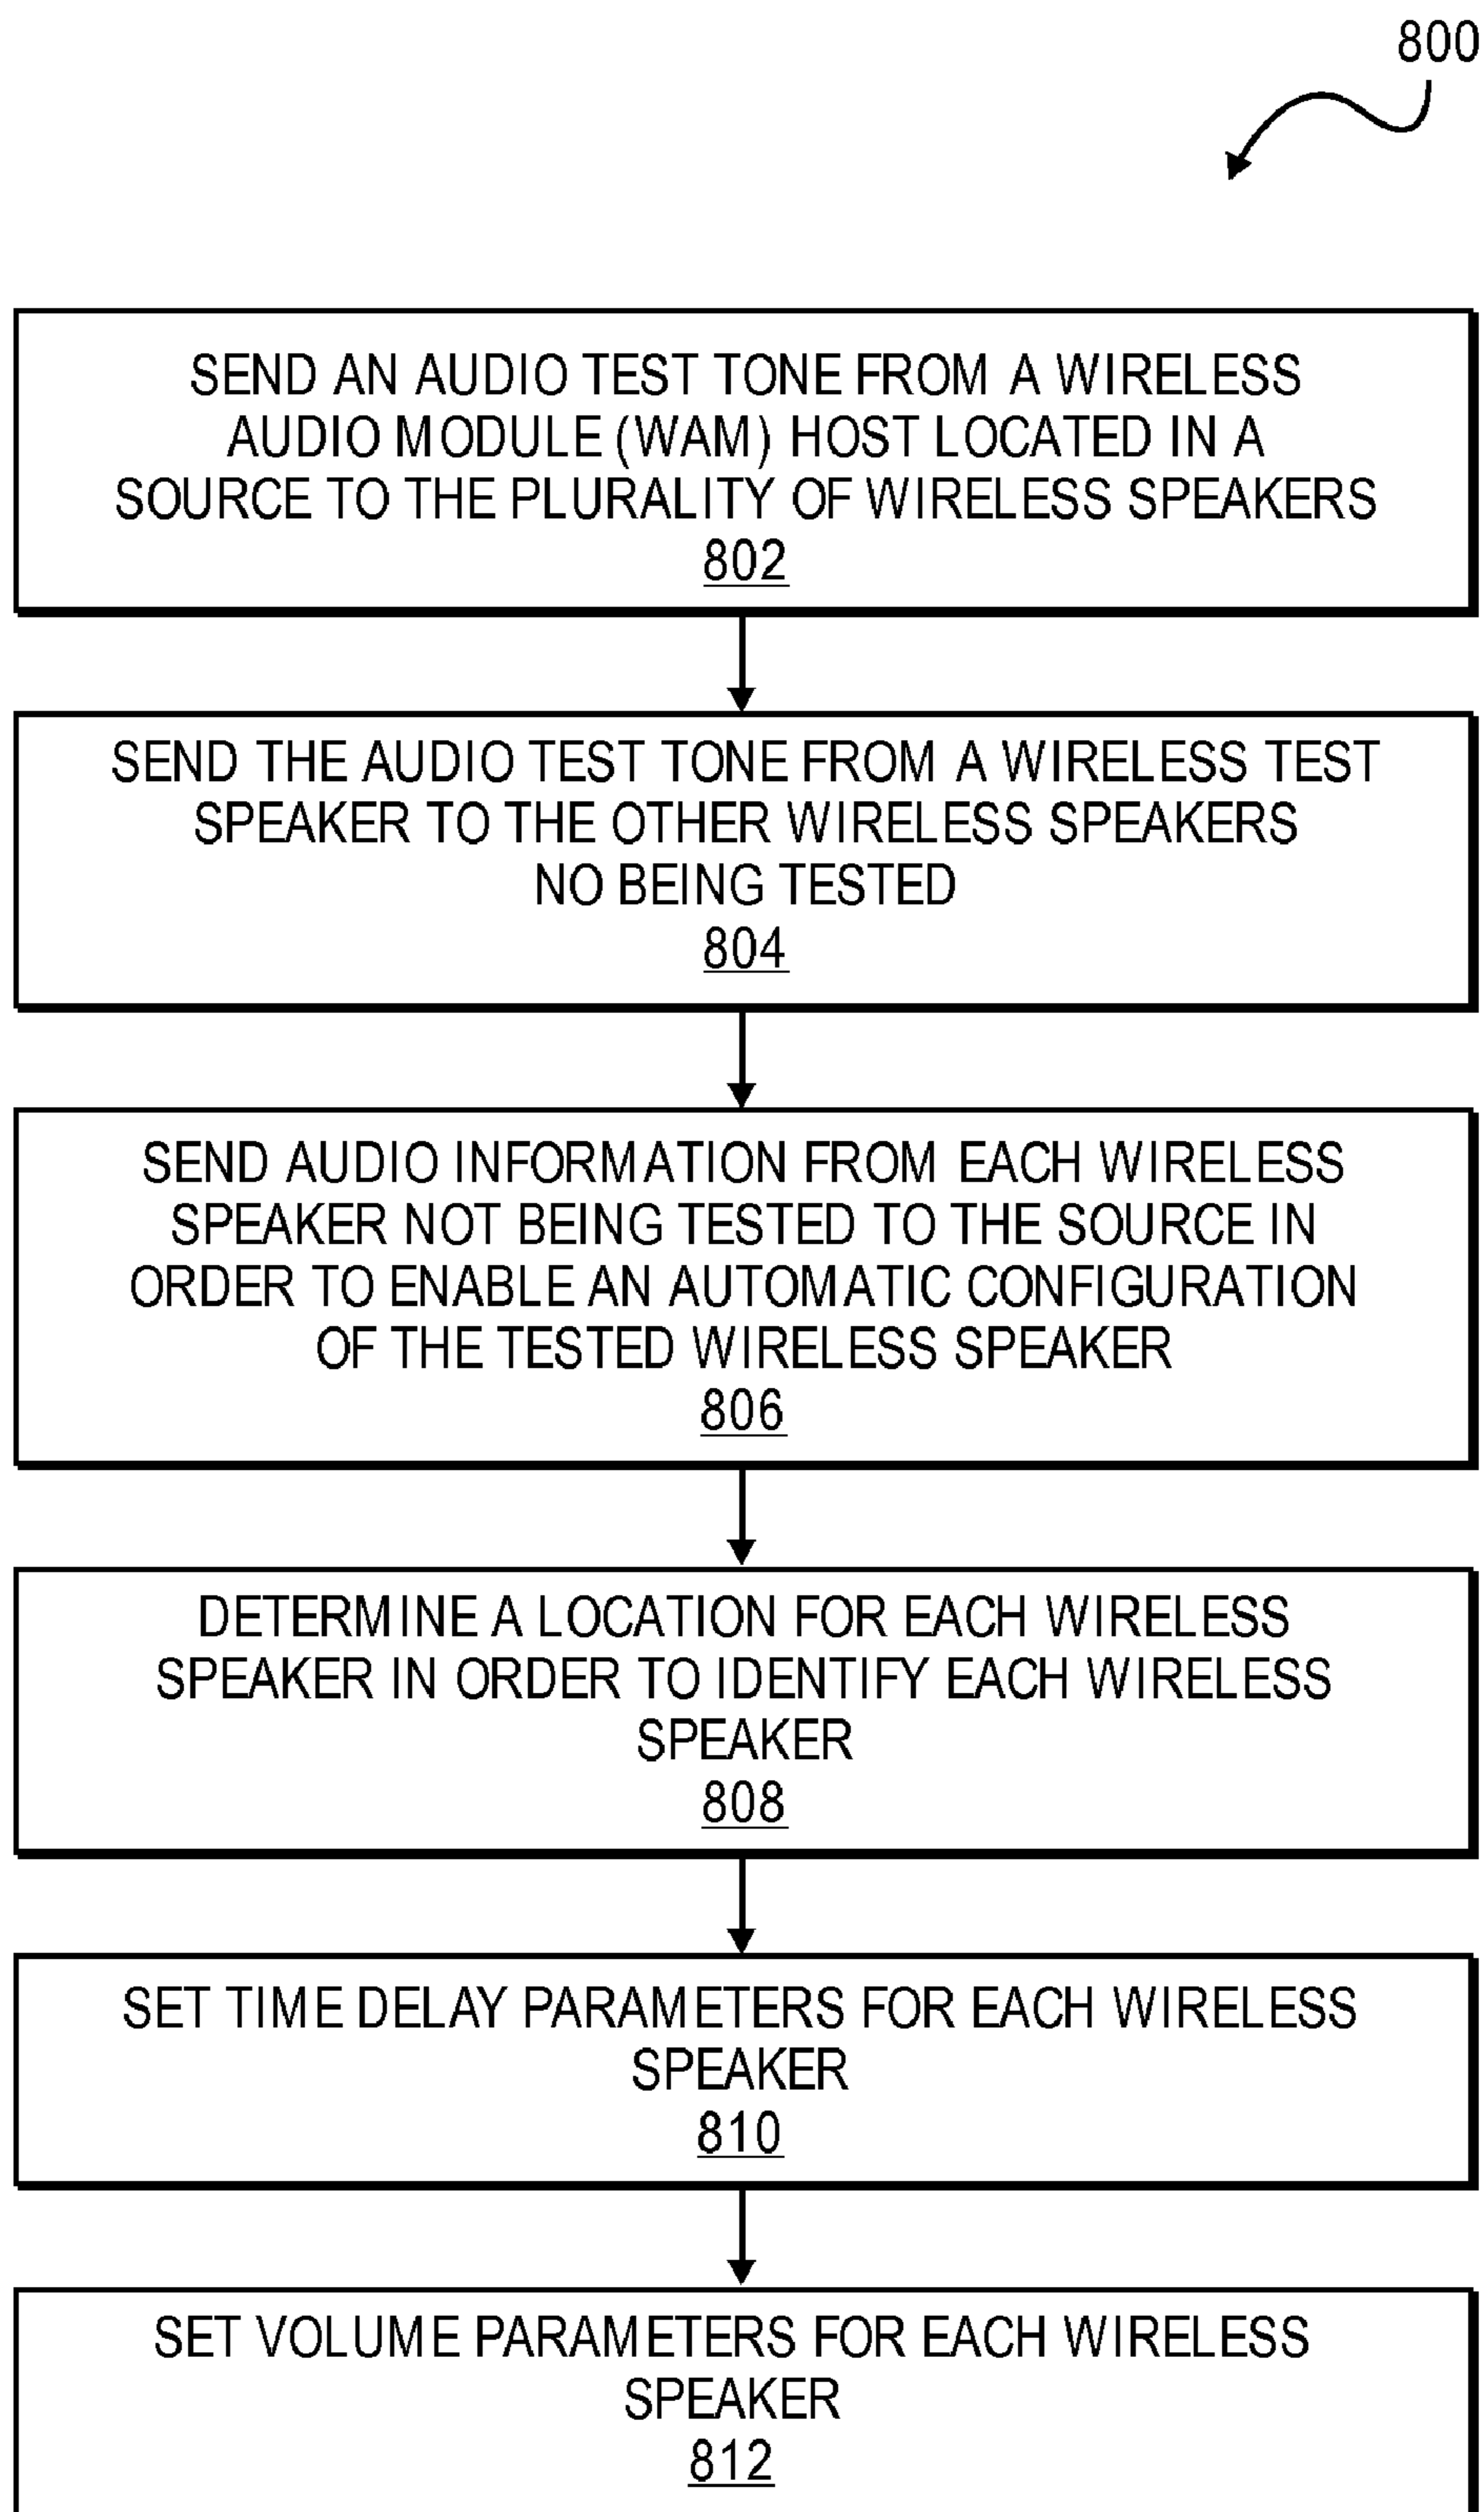 800
SEND AN AUDIO TEST TONE FROM A WIRELESS
AUDIO MODULE (WAM) HOST LOCATED IN A
SOURCE TO THE PLURALITY OF WIRELESS SPEAKERS
802
SEND THE AUDIO TEST TONE FROM A WIRELESS TEST
SPEAKER TO THE OTHER WIRELESS SPEAKERS
NO BEING TESTED
804
SEND AUDIO INFORMATION FROM EACH WIRELESS
SPEAKER NOT BEING TESTED TO THE SOURCE IN
ORDER TO ENABLE AN AUTOMATIC CONFIGURATION
OF THE TESTED WIRELESS SPEAKER
806
DETERMINE A LOCATION FOR EACH WIRELESS
SPEAKER IN ORDER TO IDENTIFY EACH WIRELESS
SPEAKER
808
SET TIME DELAY PARAMETERS FOR EACH WIRELESS
SPEAKER
810
SET VOLUME PARAMETERS FOR EACH WIRELESS
SPEAKER
812